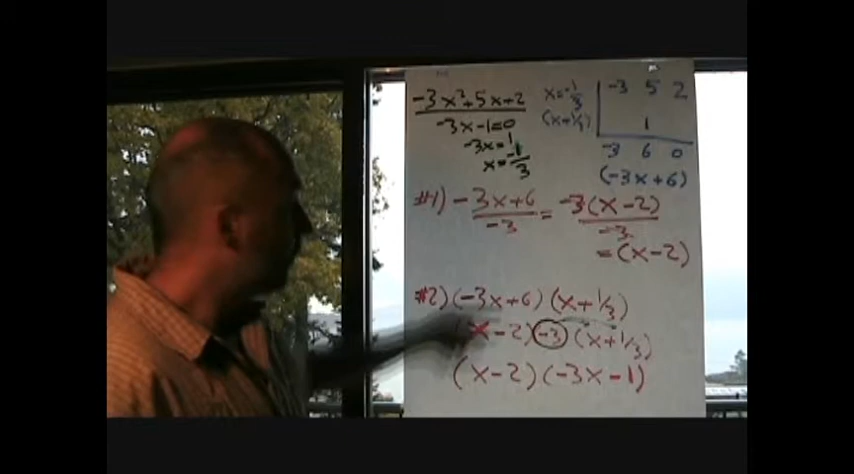 -3x²+5x+2
-3x-1=0
-3x=1
x=-1/3
x=-1/3
(x+1/3)
-3 5 2
1
-3 6 0
(-3x+6)
#1) -3x+6/-3 = -3(x-2)/-3
=(x-2)
#2) (-3x+6)(x+1/3)
x-2)(-3)(x+1/3)
(x-2)(-3x-1)